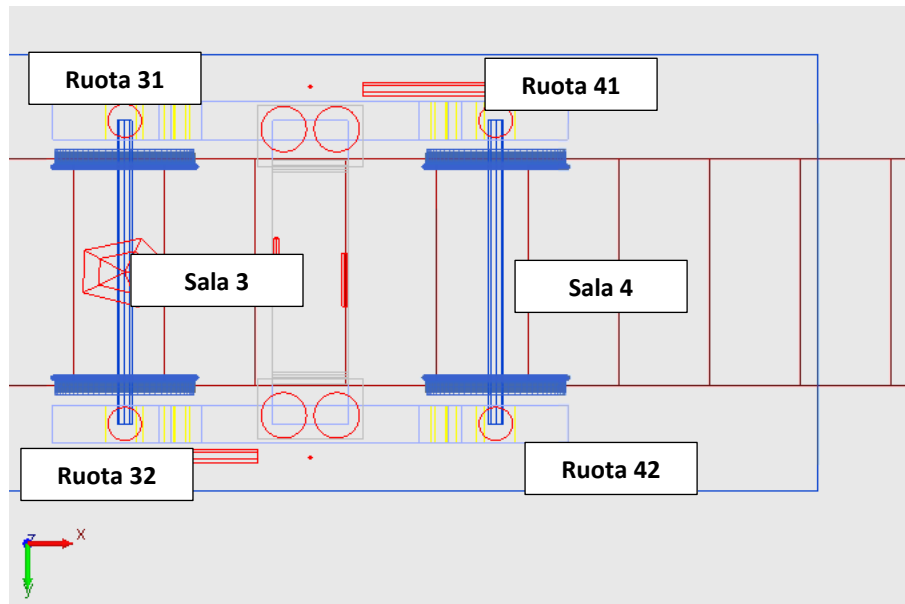 Ruota 31
Ruota 41
Sala 3
Sala 4
Ruota 32
Ruota 42
Z
X
y